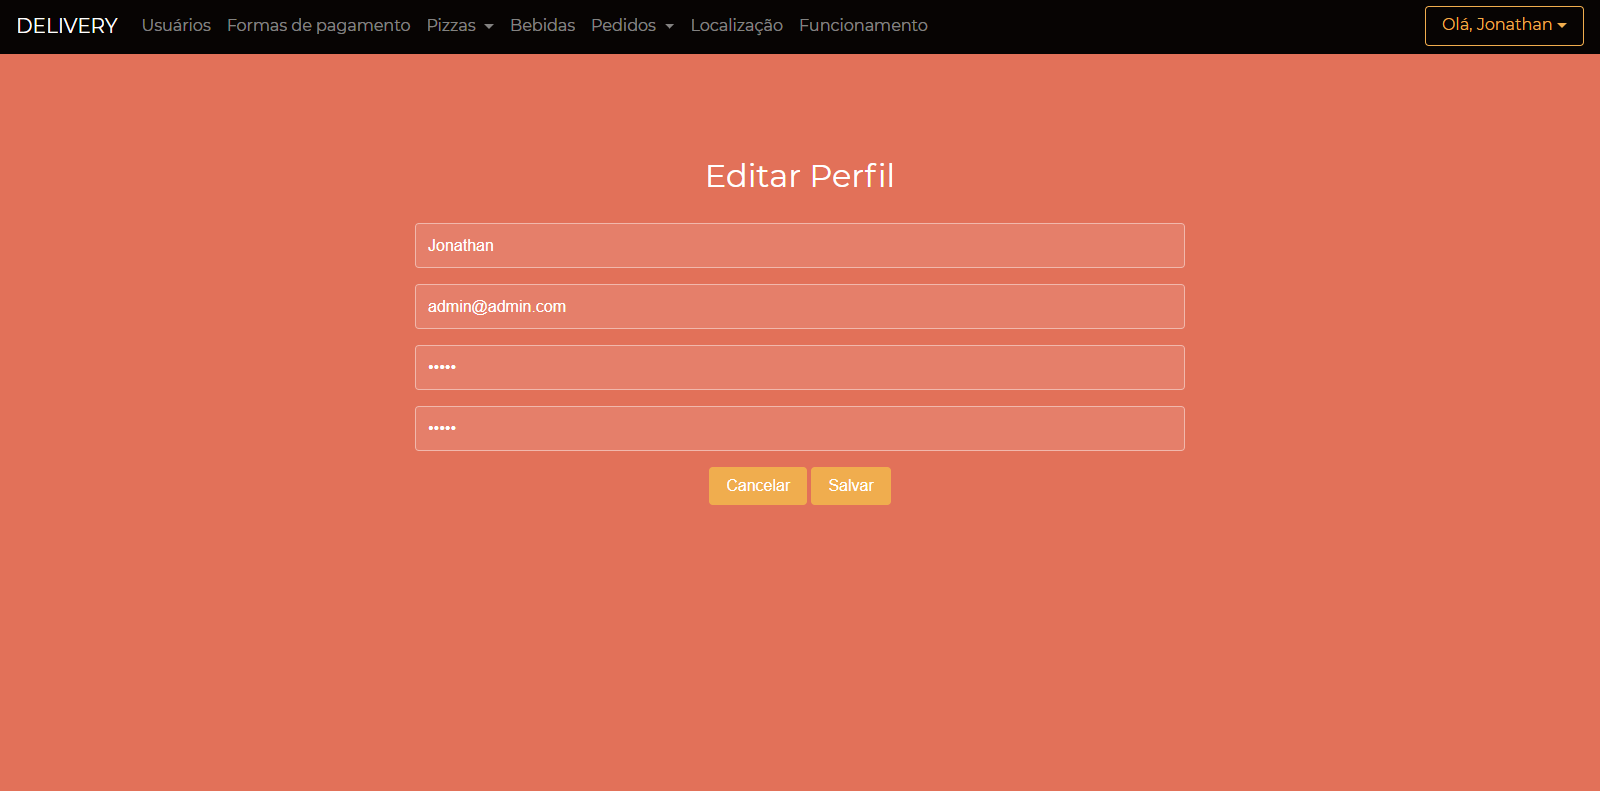 DELIVERY Usuários Formas de pagamento Pizzas Bebidas Pedidos Localização Funcionamento Olá, Jonathan
Editar Perfil
Jonathan
admin@admin.com
•••••
•••••
Cancelar Salvar